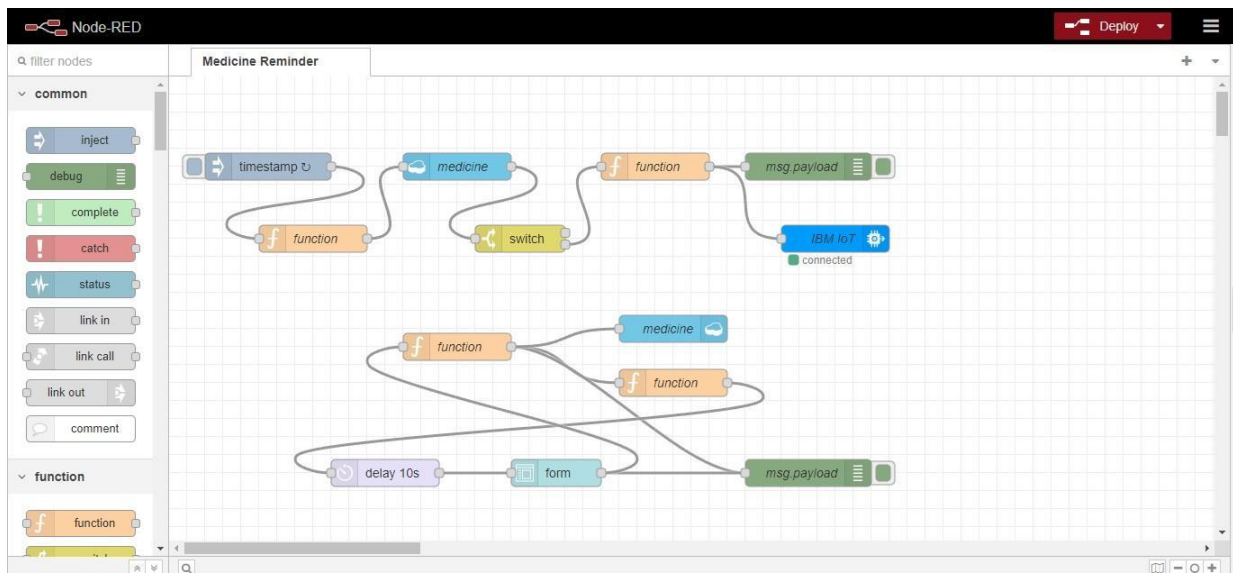 Node-RED
Deploy
filter nodes
Medicine Reminder
common
inject
debug
complete
catch
status
link in
link call
link out
comment
function
function
timestamp ↻
medicine
function
msg.payload
function
switch
IBM IoT
connected
medicine
function
function
delay 10s
form
msg.payload